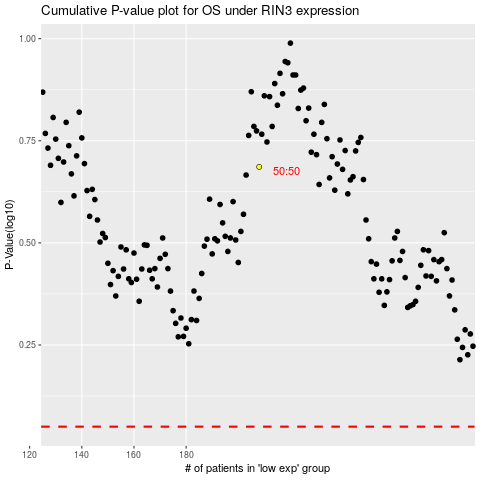 Cumulative P-value plot for OS under RIN3 expression
P-Value(log10)
1.00
0.75
0.50
0.25
50:50
120 140 160 180
# of patients in 'low exp' group